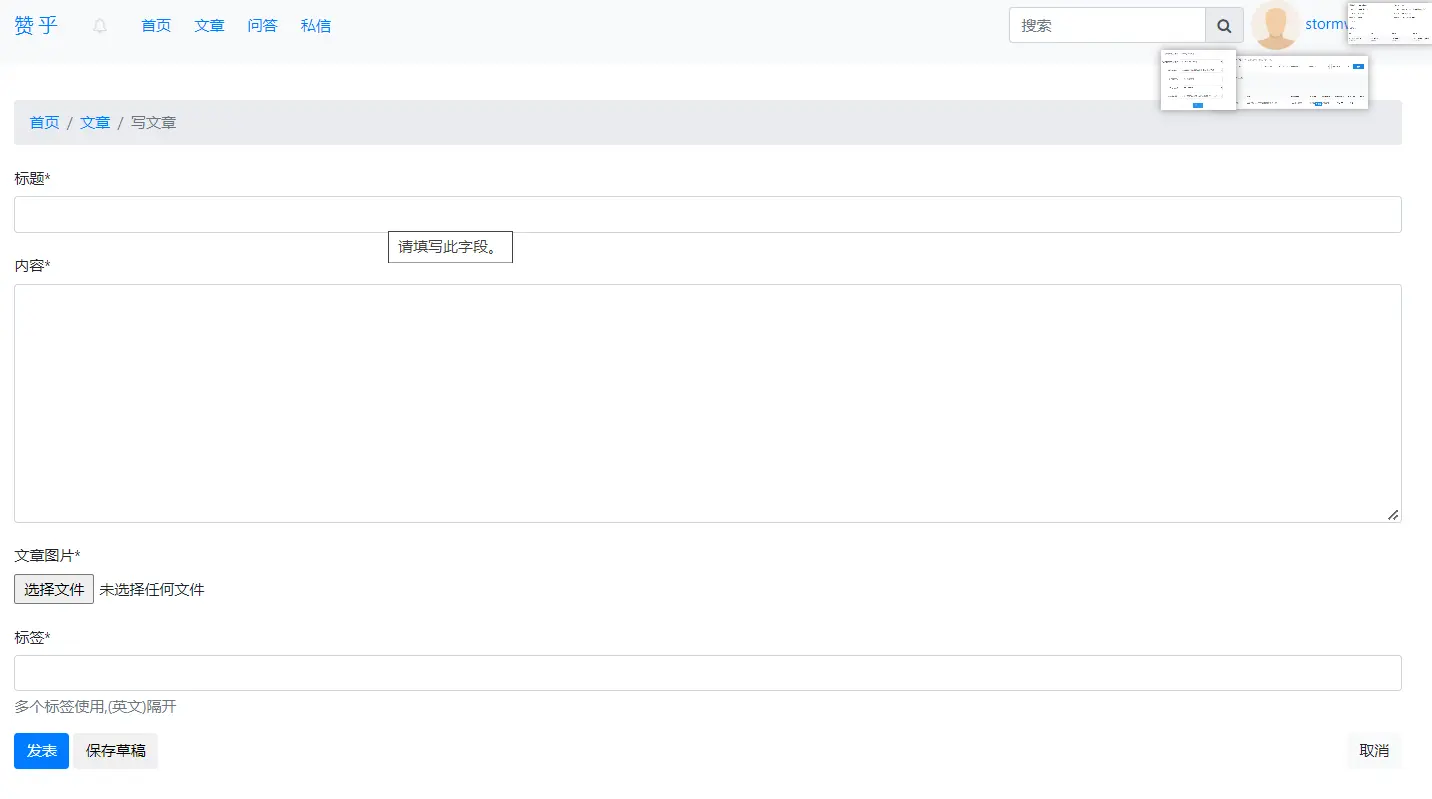 赞乎 首页 文章 问答 私信 搜索
首页 / 文章 / 写文章
标题*
请填写此字段。
内容*
文章图片*
选择文件 未选择任何文件
标签*
多个标签使用,(英文)隔开
发表 保存草稿 取消